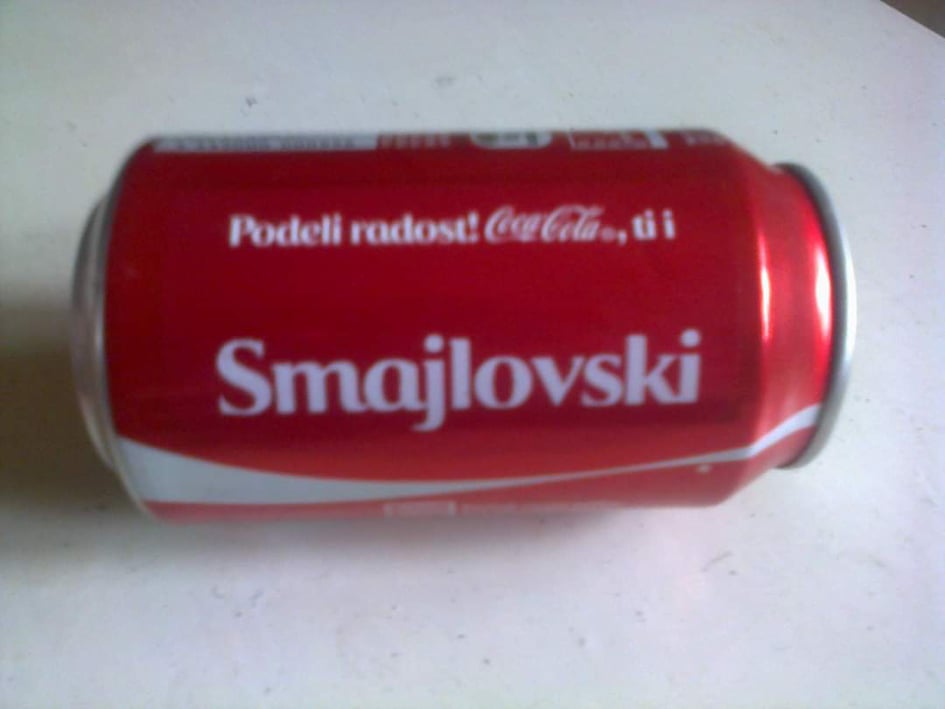 Podeli radost! Coca-Cola®, ti i
Smajlovski